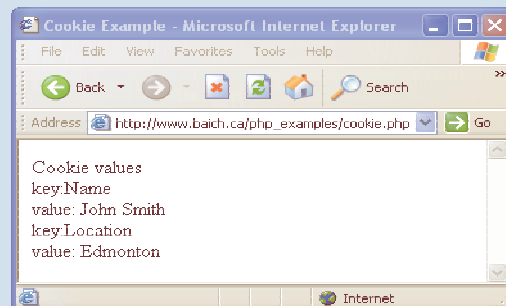 Cookie Example - Microsoft Internet Explorer
File Edit View Favorites Tools Help
Back Search
Address http://www.baich.ca/php_examples/cookie.php Go
Cookie values
key:Name
value: John Smith
key:Location
value: Edmonton
Internet